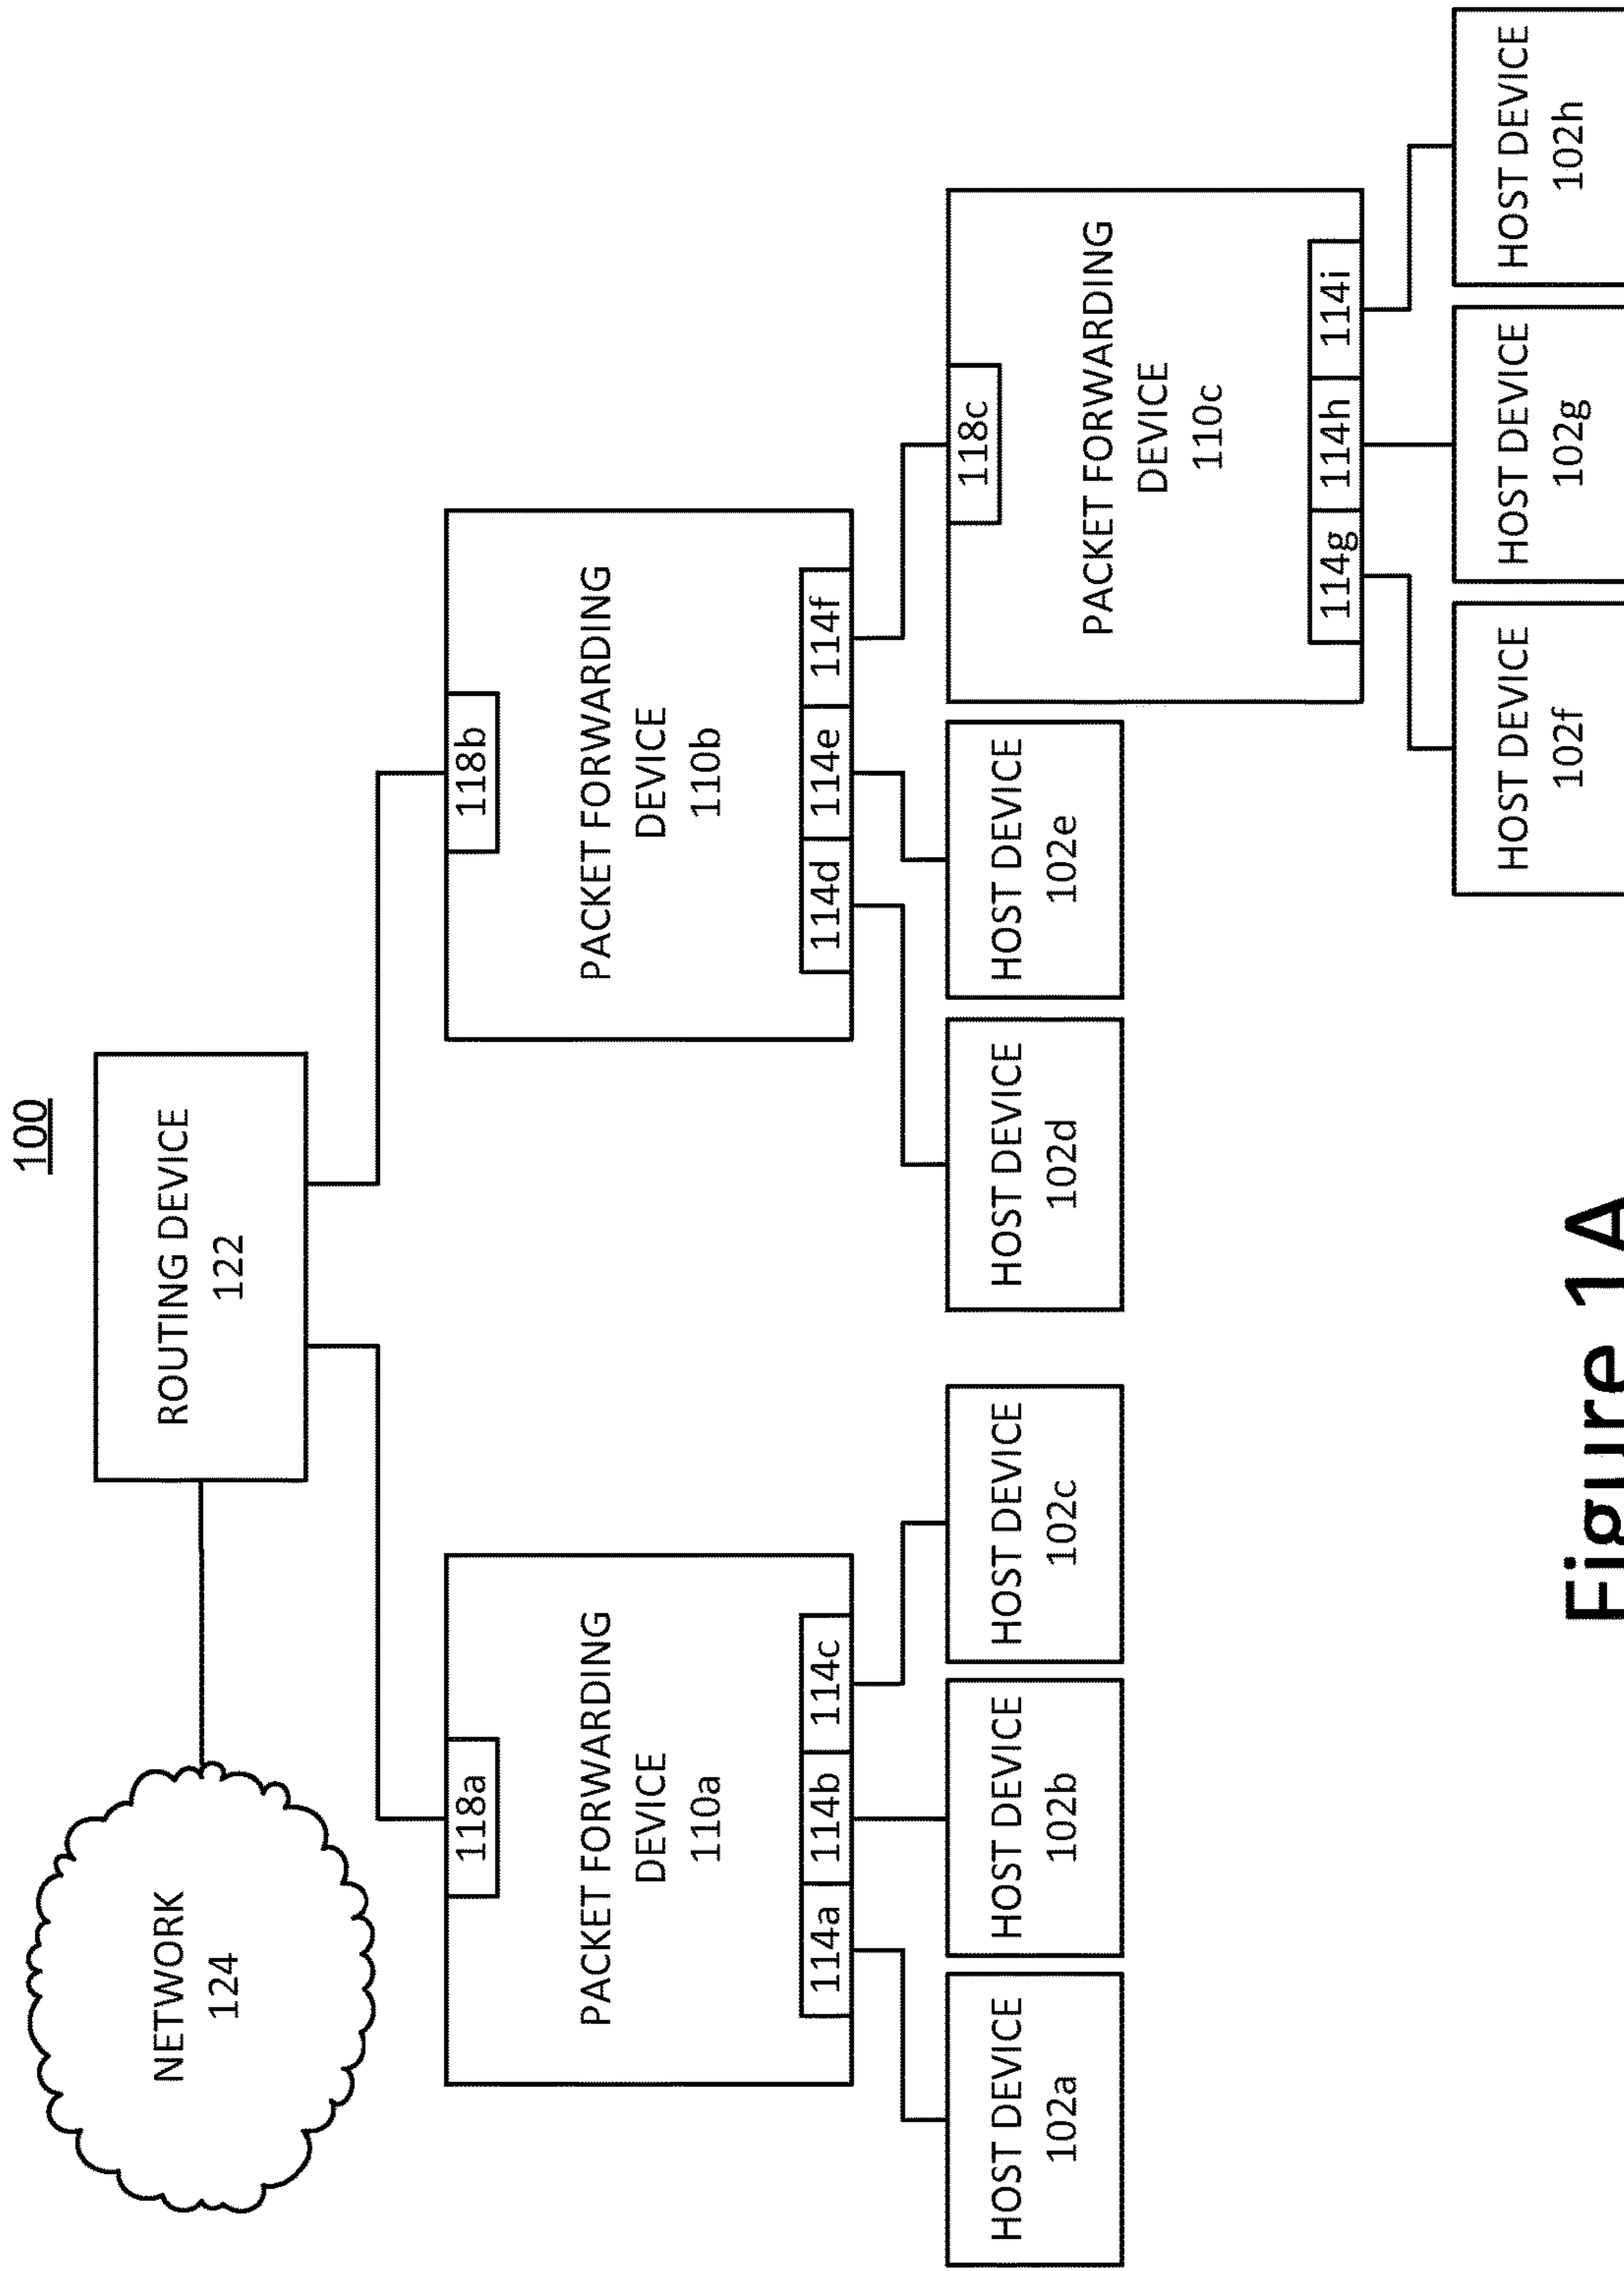 100
NETWORK
124
ROUTING DEVICE
122
118a
PACKET FORWARDING
DEVICE
110a
114a
114b
114c
118b
PACKET FORWARDING
DEVICE
110b
114d
114e
114f
HOST DEVICE
102a
HOST DEVICE
102b
HOST DEVICE
102c
HOST DEVICE
102d
HOST DEVICE
102e
118c
PACKET FORWARDING
DEVICE
110c
114g
114h
114i
HOST DEVICE
102f
HOST DEVICE
102g
HOST DEVICE
102h
Figure 1A